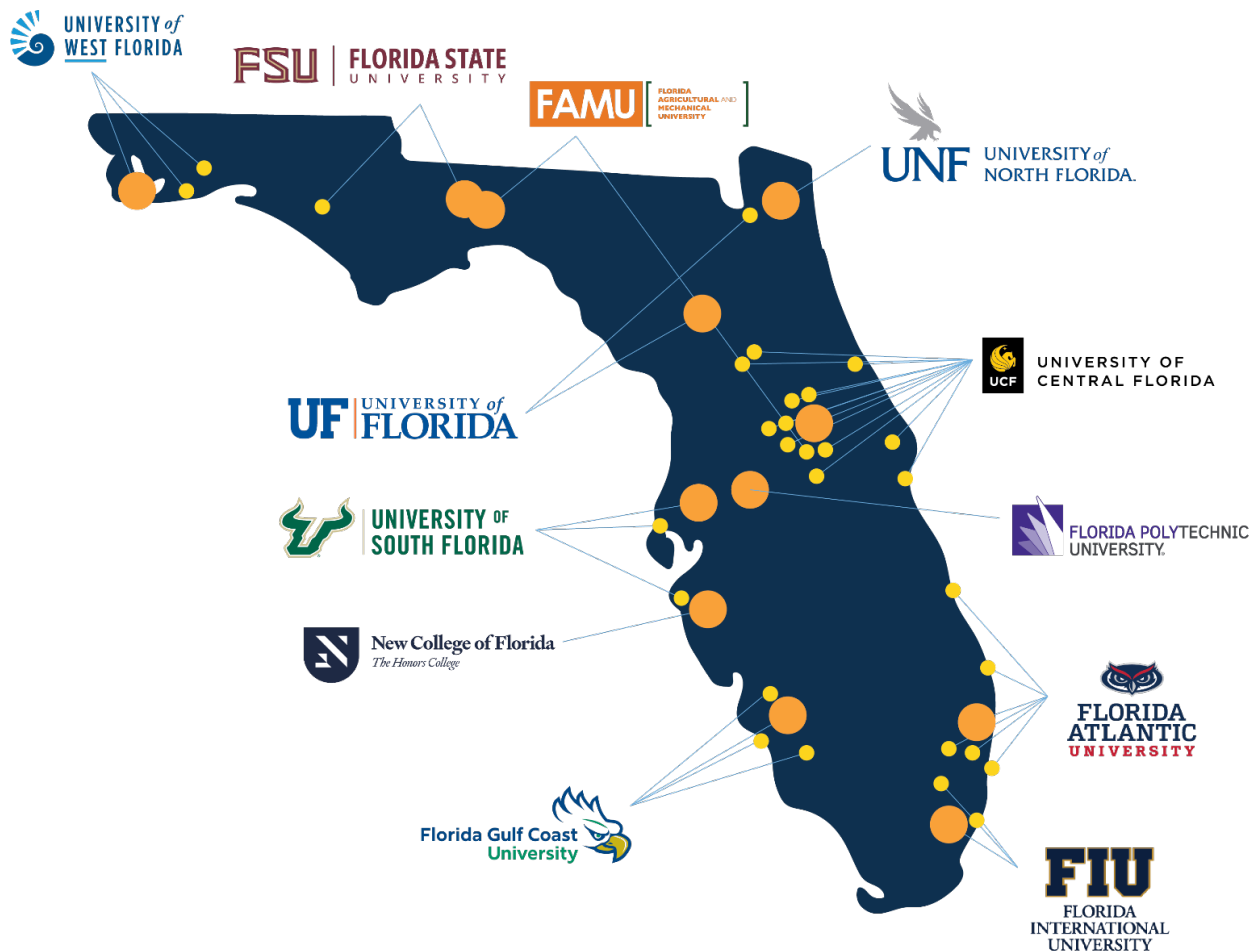 UNIVERSITY of
WEST FLORIDA
FSU
FLORIDA STATE
UNIVERSITY
FAMU
FLORIDA
AGRICULTURAL AND
MECHANICAL
UNIVERSITY
UNF
UNIVERSITY of
NORTH FLORIDA.
UCF
UNIVERSITY OF
CENTRAL FLORIDA
UF
UNIVERSITY of
FLORIDA
UNIVERSITY OF
SOUTH FLORIDA
FLORIDA POLYTECHNIC
UNIVERSITY.
N
New College of Florida
The Honors College
FLORIDA
ATLANTIC
UNIVERSITY
Florida Gulf Coast
University
FIU
FLORIDA
INTERNATIONAL
UNIVERSITY